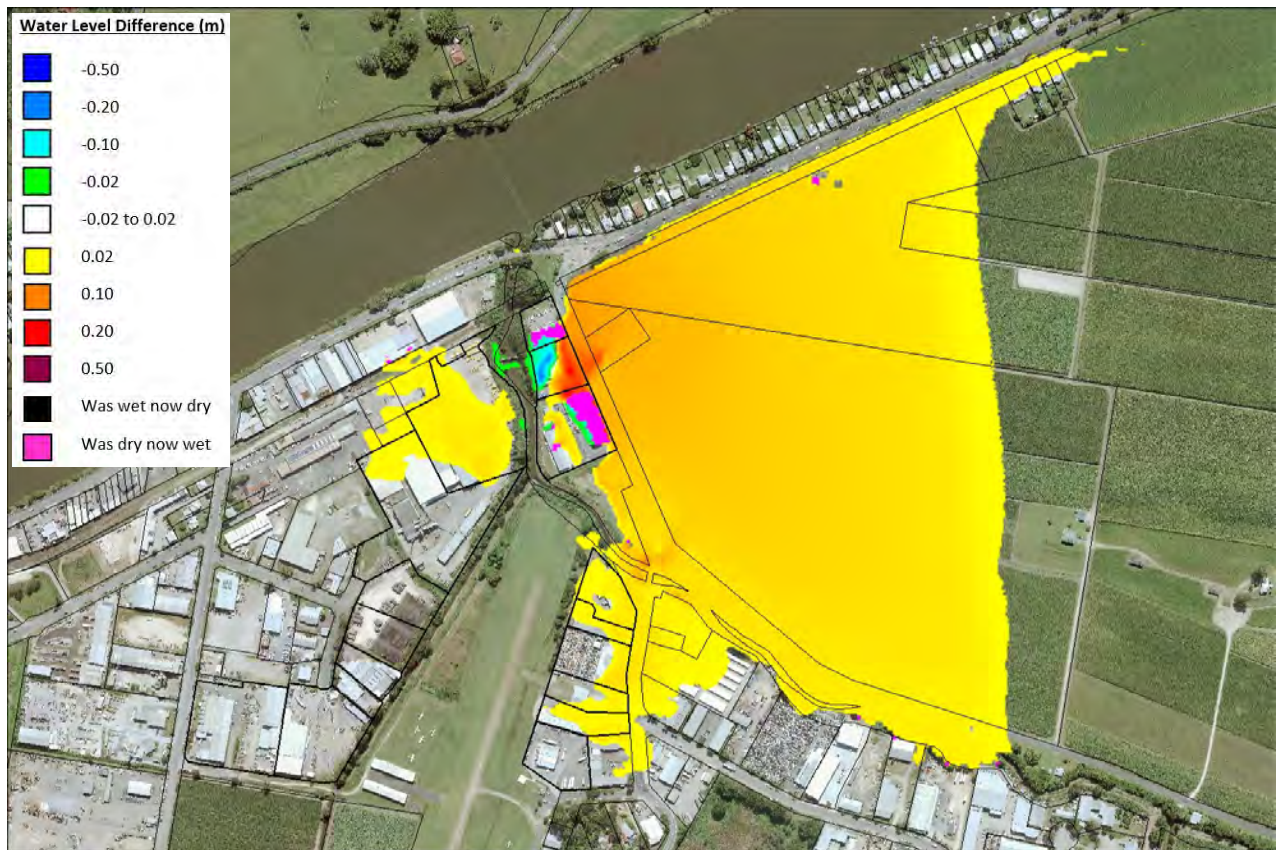 Water Level Difference (m)
-0.50
-0.20
-0.10
-0.02
-0.02 to 0.02
0.02
0.10
0.20
0.50
Was wet now dry
Was dry now wet